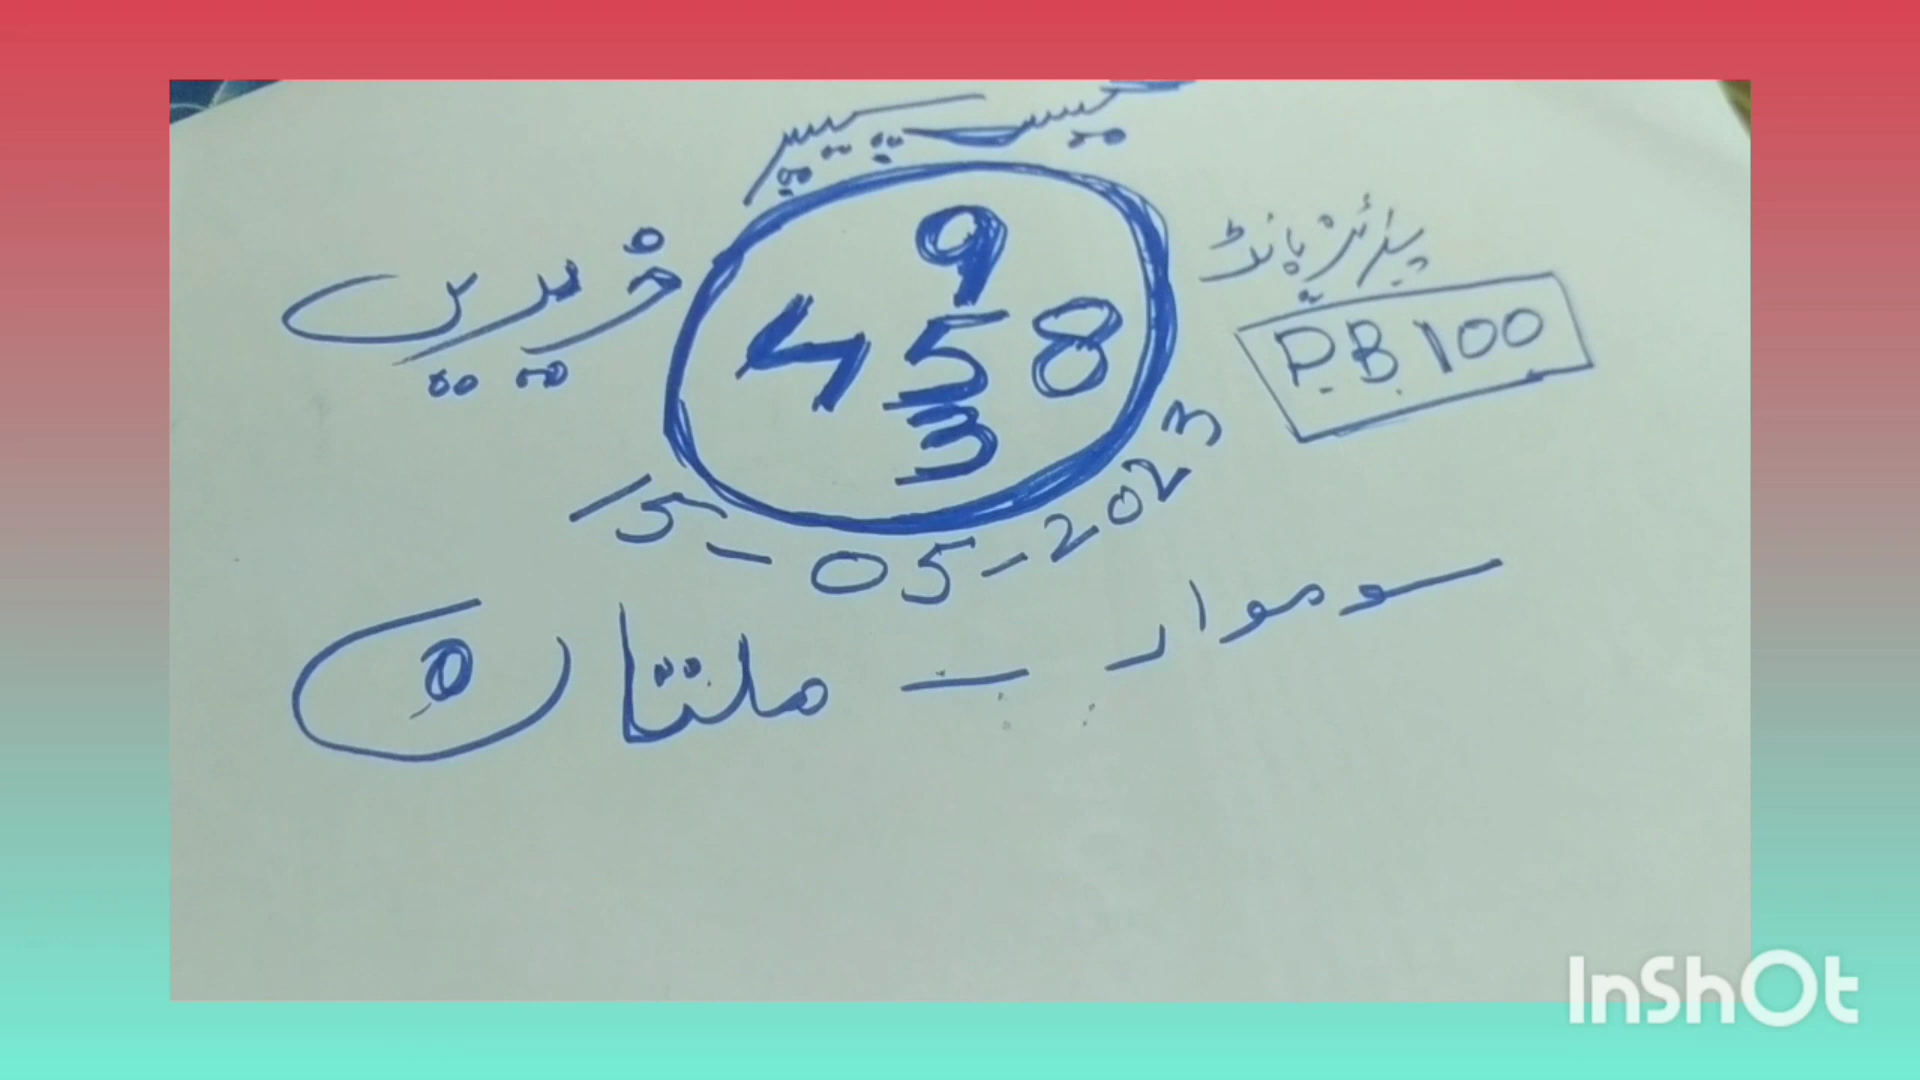 پرائز بانڈ
P.B.100
خریدیں
9
4 5 8
3
15-05-2023
سوموار - ملتان
InShOt